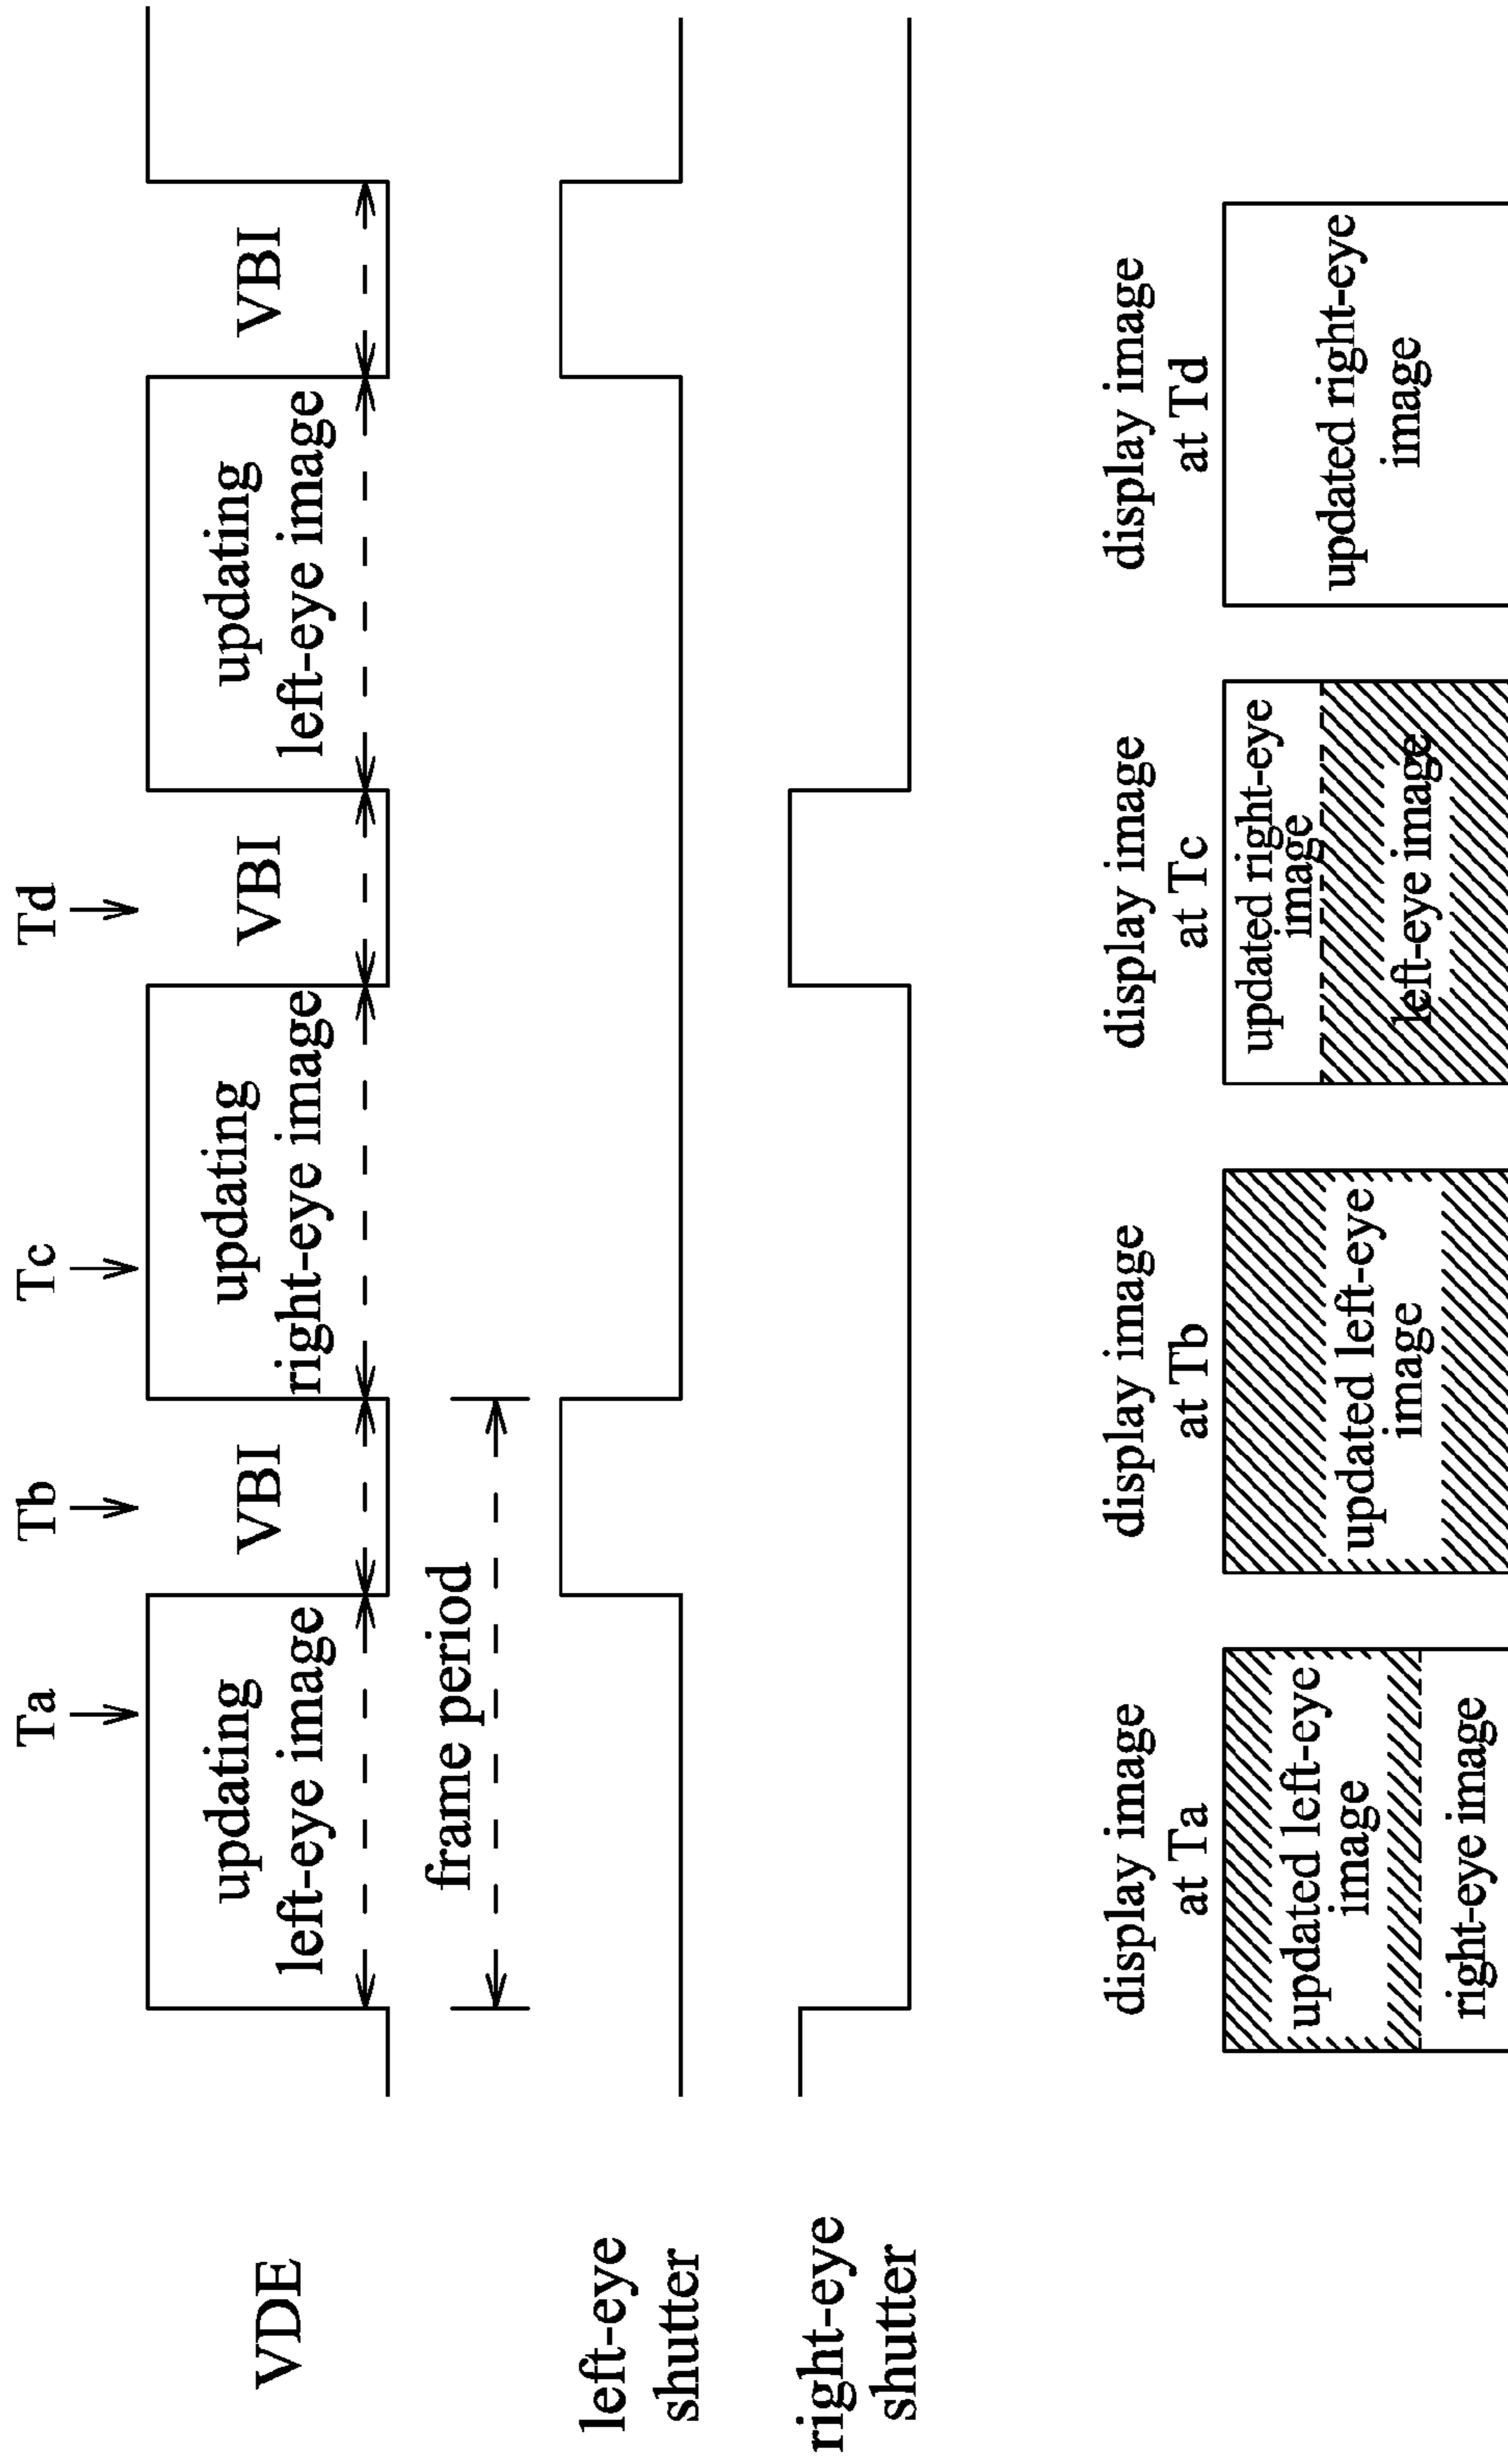 Ta
Tb
Tc
Td
VDE
updating
left-eye image
VBI
updating
right-eye image
VBI
updating
left-eye image
VBI
frame period
left-eye
shutter
right-eye
shutter
display image
at Ta
display image
at Tb
display image
at Tc
display image
at Td
updated left-eye
image
right-eye image
updated left-eye
image
updated right-eye
image
left-eye image
updated right-eye
image